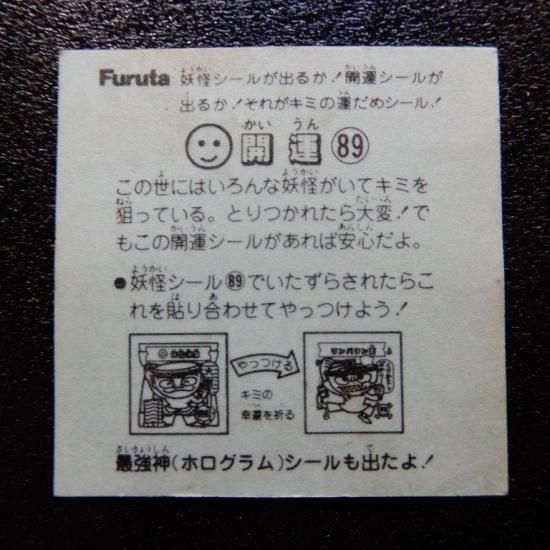 Furuta 妖怪シールが出るか!開運シールが
出るか!それがキミの運だめシール!
開運 89
この世にはいろんな妖怪がいてキミを
狙っている。とりつかれたら大変!で
もこの開運シールがあれば安心だよ。
●妖怪シール89でいたずらされたらこ
れを貼り合わせてやっつけよう!
やっつける
キミの
幸運を祈る
最強神(ホログラム)シールも出たよ!